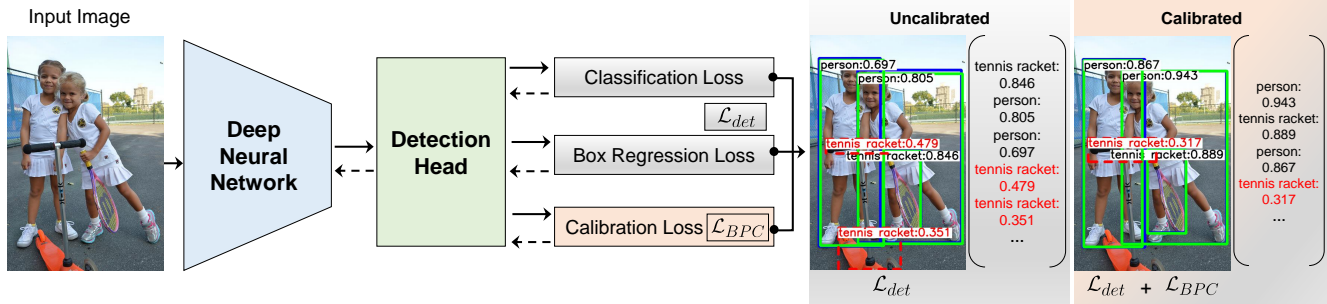 Input Image
Deep
Neural
Network
Detection
Head
Classification Loss
ℒ_det
Box Regression Loss
Calibration Loss ℒ_BPC
Uncalibrated
person:0.697
person:0.805
tennis racket:0.479
tennis racket:0.846
tennis racket:0.351
ℒ_det
tennis racket:
0.846
person:
0.805
person:
0.697
tennis racket:
0.479
tennis racket:
0.351
...
Calibrated
person:0.867
person:0.943
tennis racket:0.317
tennis racket:0.889
ℒ_det + ℒ_BPC
person:
0.943
tennis racket:
0.889
person:
0.867
tennis racket:
0.317
...